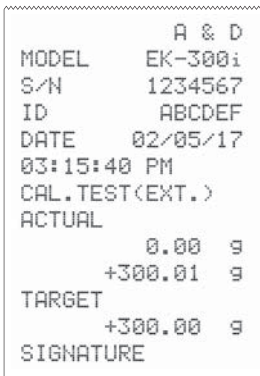 A & D
MODEL EK-300i
S/N 1234567
ID ABCDEF
DATE 02/05/17
03:15:40 PM
CAL.TEST(EXT.)
ACTUAL
0.00 g
+300.01 g
TARGET
+300.00 g
SIGNATURE